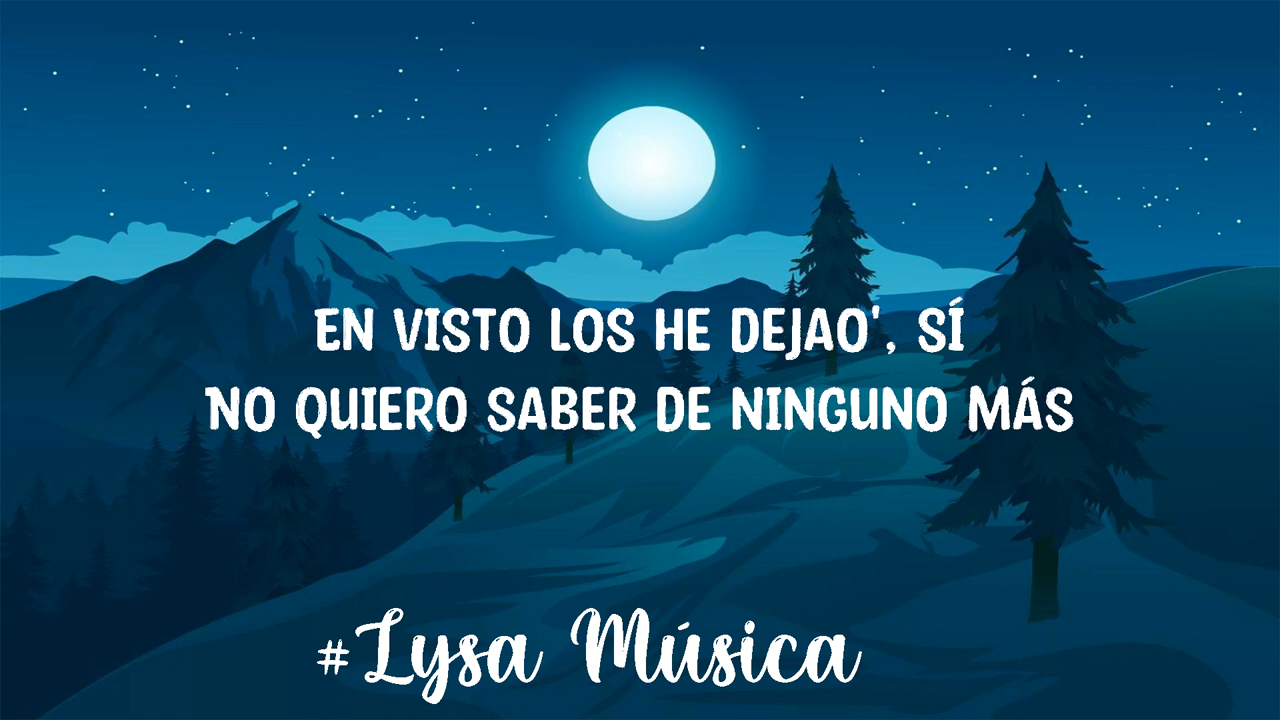 EN VISTO LOS HE DEJAO', SÍ
NO QUIERO SABER DE NINGUNO MÁS
#Lysa Música